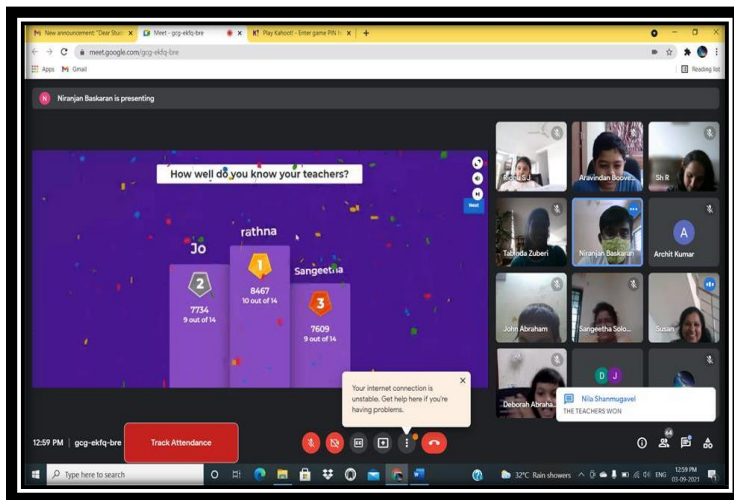 New announcement: "Dear Stud
Meet - gcg-ekfq-bre
K! Play Kahoot! - Enter game PIN
meet.google.com/gcg-ekfq-bre
Apps
Gmail
Reading list
N
Niranjan Baskaran is presenting
How well do you know your teachers?
Next
rathna
Jo
Sangeetha
1
8467
10 out of 14
2
7734
9 out of 14
3
7609
9 out of 14
Aravindan Boove...
Sh R
Tabinda Zuberi
Niranjan Baskaran
A
Archit Kumar
John Abraham
Sangeetha Solo...
Susan
Deborah Abraha...
D J
Nila Shanmugavel
THE TEACHERS WON
Your internet connection is
unstable. Get help here if you're
having problems.
12:59 PM | gcg-ekfq-bre
Track Attendance
64
Type here to search
32°C Rain showers
ENG
12:59 PM
03-09-2021